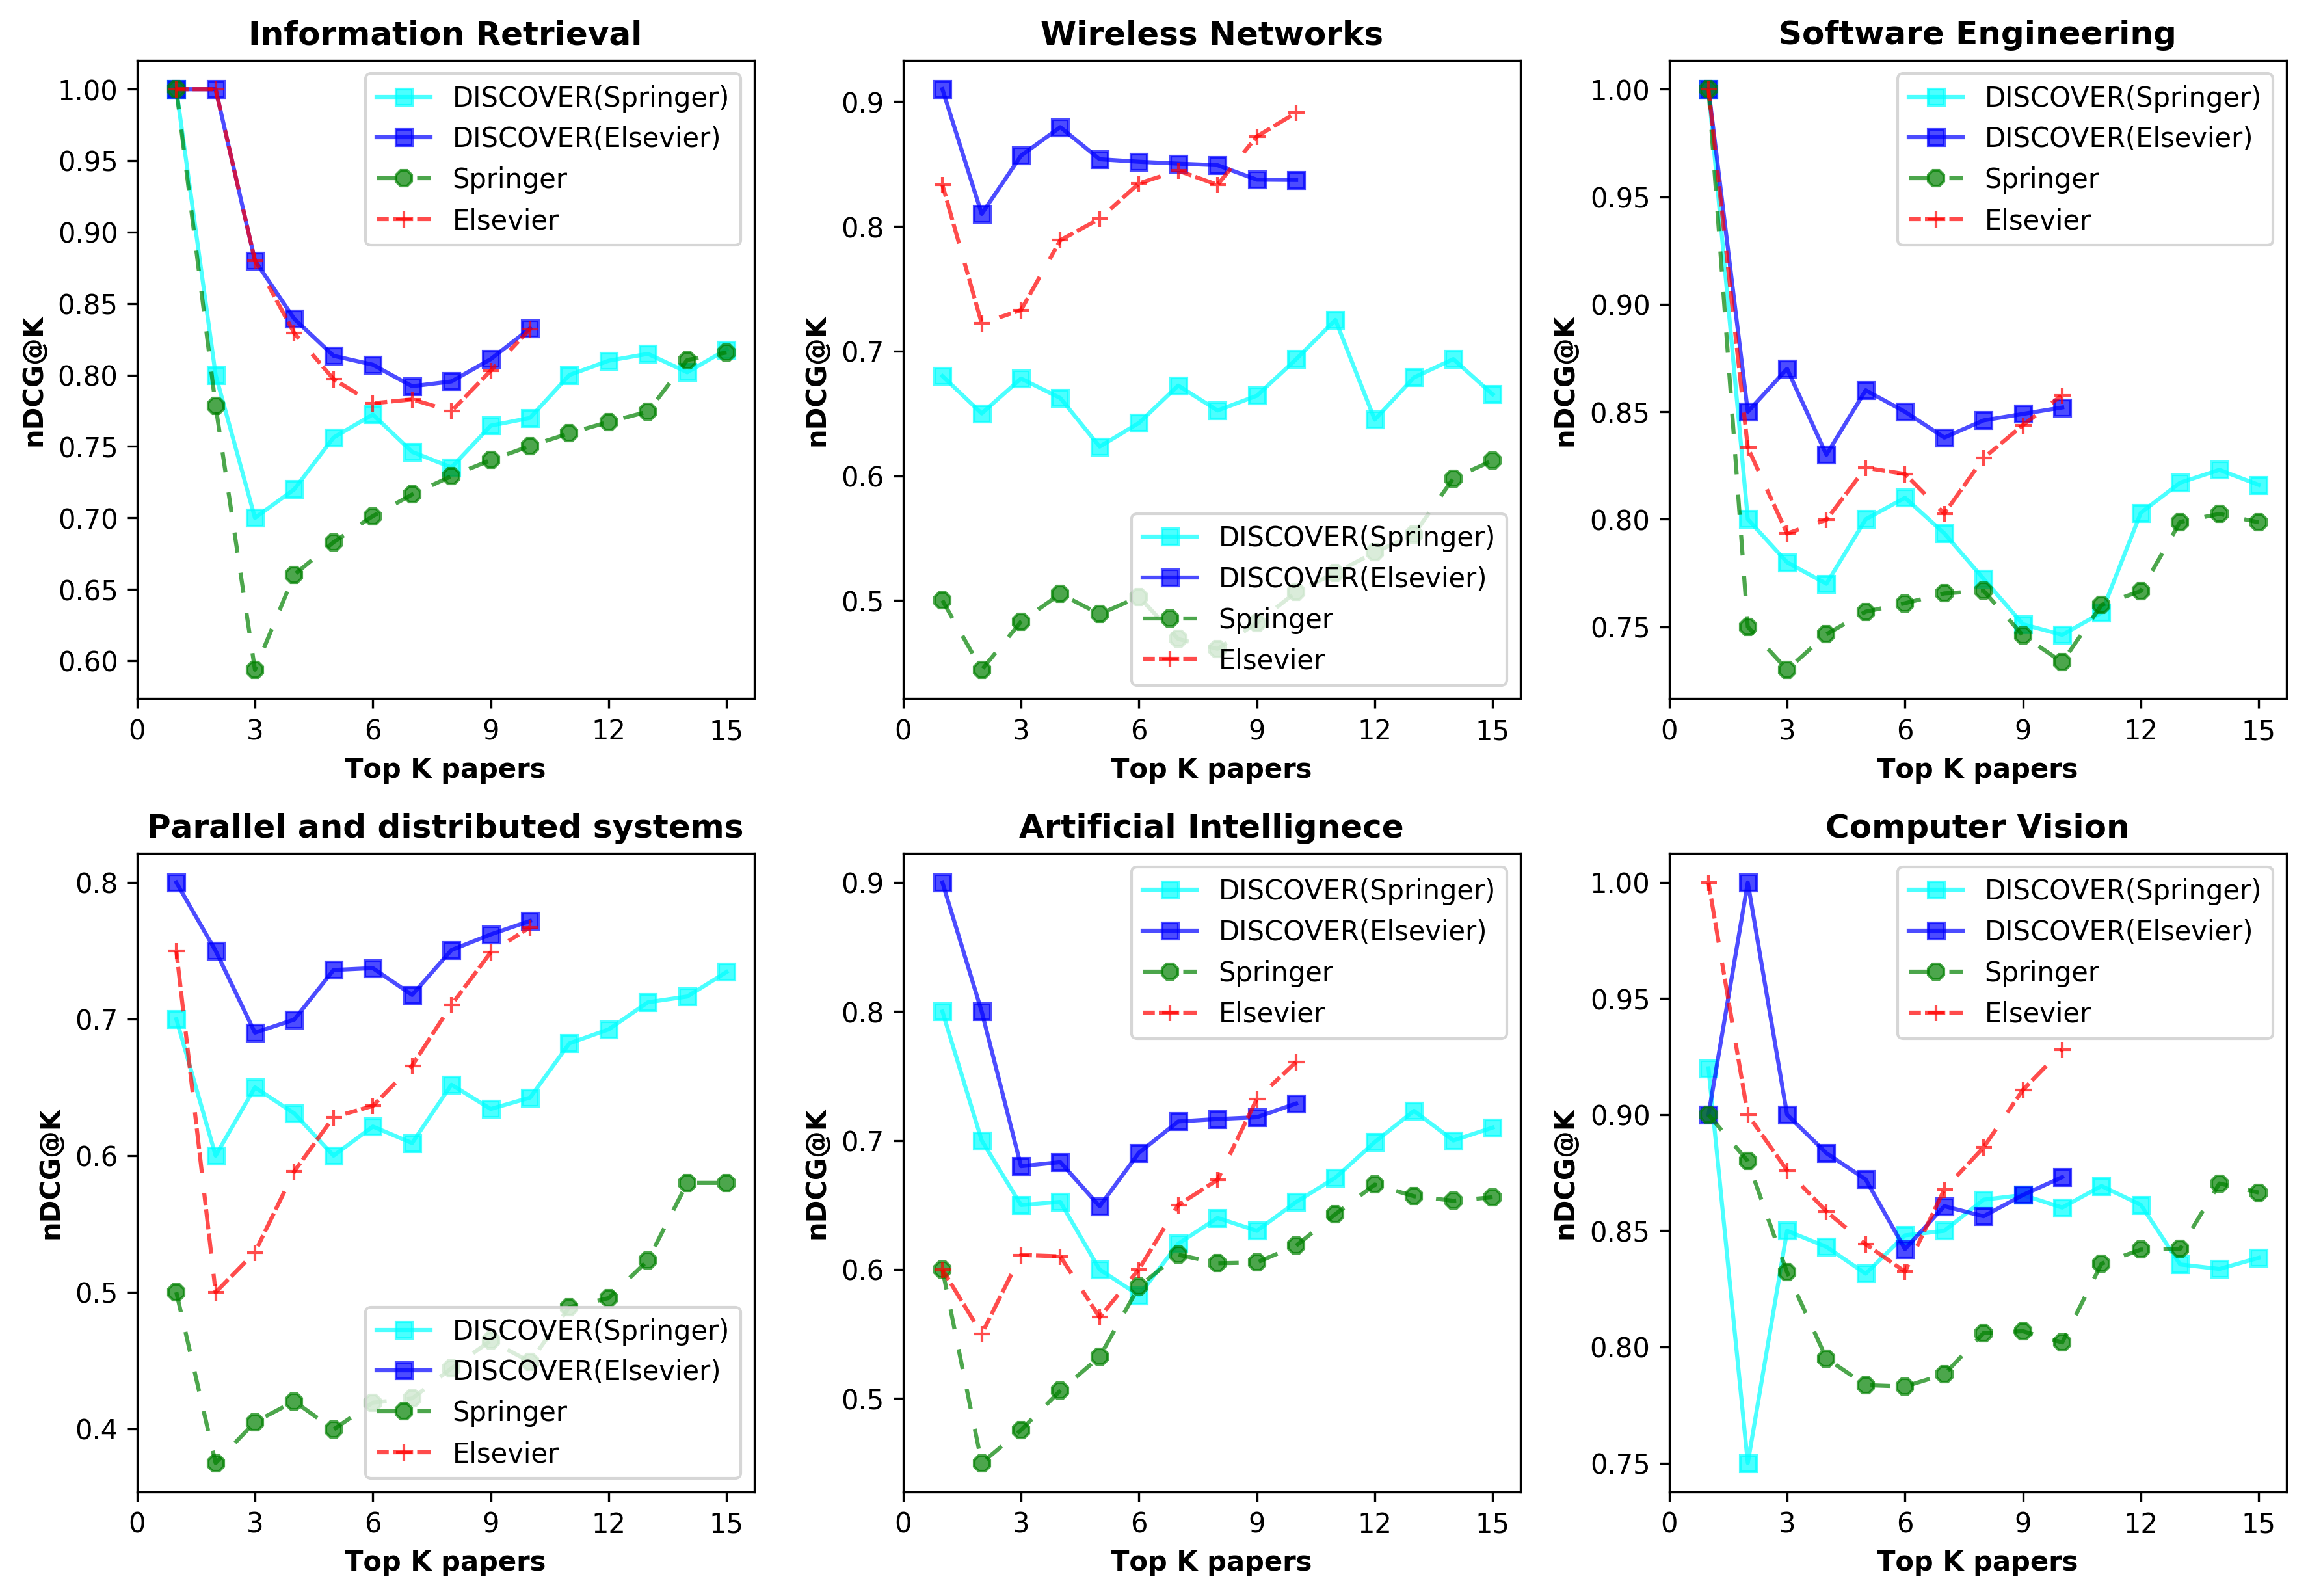 Information Retrieval
1.00
0.95
0.90
0.85
0.80
0.75
0.70
0.65
0.60
nDCG@K
DISCOVER(Springer)
DISCOVER(Elsevier)
Springer
Elsevier
0 3 6 9 12 15
Top K papers
Wireless Networks
0.9
0.8
0.7
0.6
0.5
nDCG@K
DISCOVER(Springer)
DISCOVER(Elsevier)
Springer
Elsevier
0 3 6 9 12 15
Top K papers
Software Engineering
1.00
0.95
0.90
0.85
0.80
0.75
nDCG@K
DISCOVER(Springer)
DISCOVER(Elsevier)
Springer
Elsevier
0 3 6 9 12 15
Top K papers
Parallel and distributed systems
0.8
0.7
0.6
0.5
0.4
nDCG@K
DISCOVER(Springer)
DISCOVER(Elsevier)
Springer
Elsevier
0 3 6 9 12 15
Top K papers
Artificial Intellignece
0.9
0.8
0.7
0.6
0.5
nDCG@K
DISCOVER(Springer)
DISCOVER(Elsevier)
Springer
Elsevier
0 3 6 9 12 15
Top K papers
Computer Vision
1.00
0.95
0.90
0.85
0.80
0.75
nDCG@K
DISCOVER(Springer)
DISCOVER(Elsevier)
Springer
Elsevier
0 3 6 9 12 15
Top K papers